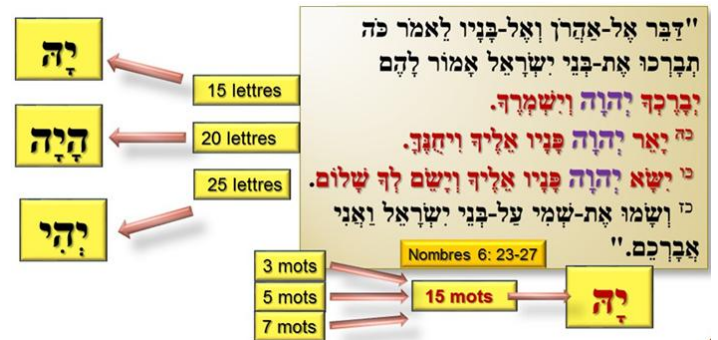 "דַּבֵּר אֶל-אַהֲרֹן וְאֶל-בָּנָיו לֵאמֹר כֹּה
תְבָרְכוּ אֶת-בְּנֵי יִשְׂרָאֵל אָמוֹר לָהֶם
יְבָרֶכְךָ יְהוָה וְיִשְׁמְרֶךָ.
כה יָאֵר יְהוָה פָּנָיו אֵלֶיךָ וִיחֻנֶּךָּ.
כו יִשָּׂא יְהוָה פָּנָיו אֵלֶיךָ וְיָשֵׂם לְךָ שָׁלוֹם.
כז וְשָׂמוּ אֶת-שְׁמִי עַל-בְּנֵי יִשְׂרָאֵל וַאֲנִי
אֲבָרְכֵם."
Nombres 6: 23-27
15 lettres
יָהּ
20 lettres
הָיָה
25 lettres
יְהִי
3 mots
5 mots
7 mots
15 mots
יָהּ